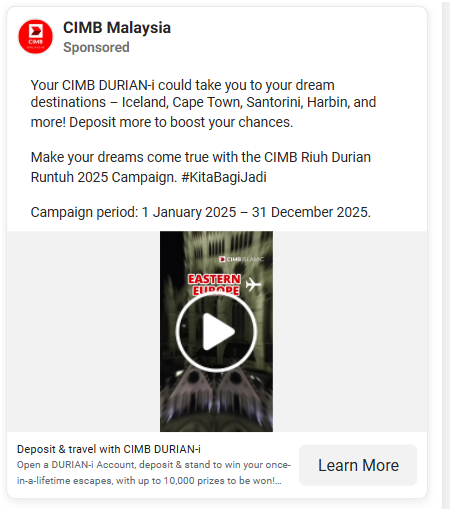 CIMB
CIMB Malaysia
Sponsored
Your CIMB DURIAN-i could take you to your dream
destinations – Iceland, Cape Town, Santorini, Harbin, and
more! Deposit more to boost your chances.
Make your dreams come true with the CIMB Riuh Durian
Runtuh 2025 Campaign. #KitaBagiJadi
Campaign period: 1 January 2025 – 31 December 2025.
CIMB ISLAMIC
EASTERN
EUROPE
Deposit & travel with CIMB DURIAN-i
Open a DURIAN-i Account, deposit & stand to win your once-
in-a-lifetime escapes, with up to 10,000 prizes to be won!...
Learn More